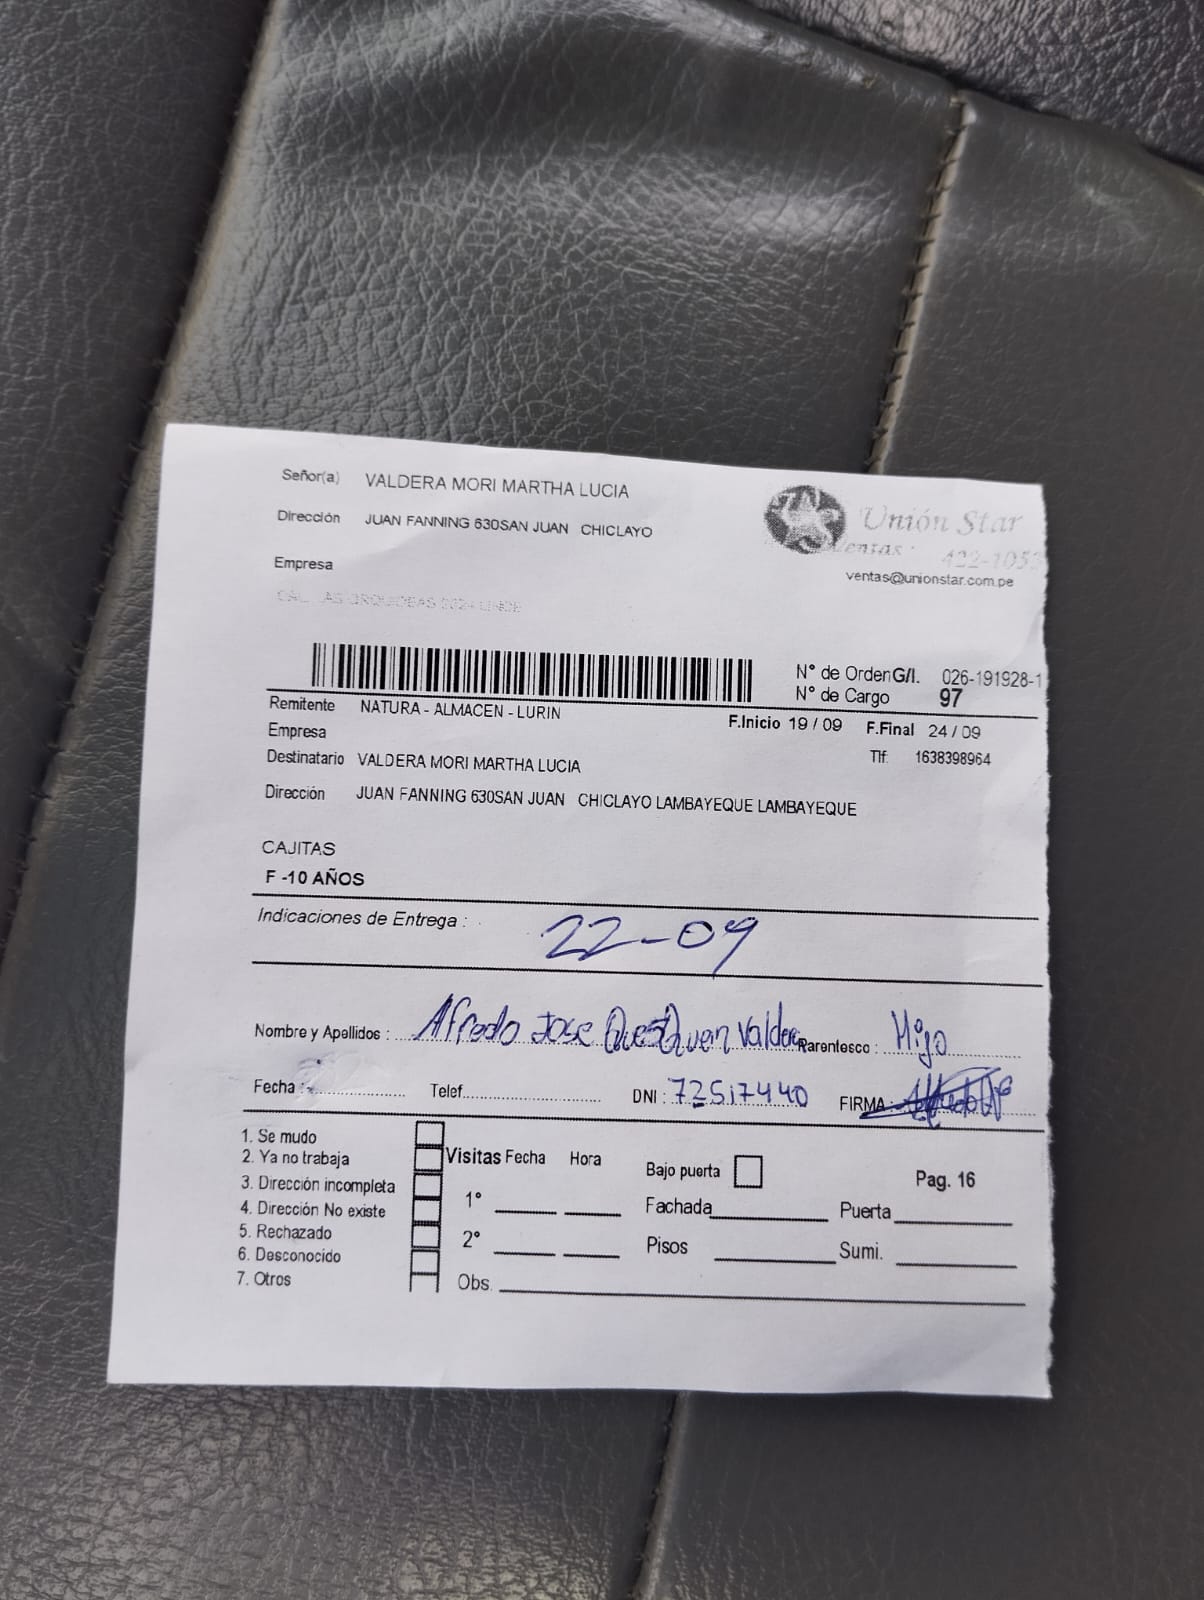 Señor(a) VALDERA MORI MARTHA LUCIA
Dirección JUAN FANNING 630SAN JUAN CHICLAYO
Unión Star
Ventas: 422-1053
ventas@unionstar.com.pe
Empresa
N° de Orden G/I. 026-191928-1
N° de Cargo 97
Remitente NATURA - ALMACEN - LURIN
F.Inicio 19 / 09 F.Final 24 / 09
Empresa
Tlf: 1638398964
Destinatario VALDERA MORI MARTHA LUCIA
Dirección JUAN FANNING 630SAN JUAN CHICLAYO LAMBAYEQUE LAMBAYEQUE
CAJITAS
F -10 AÑOS
Indicaciones de Entrega : 22-09
Nombre y Apellidos : Alfredo Jose QuesQuen Valdera Parentesco : Hijo
Fecha : Telef. DNI : 72517440 FIRMA :
1. Se mudo
2. Ya no trabaja
3. Dirección incompleta
4. Dirección No existe
5. Rechazado
6. Desconocido
7. Otros
Visitas Fecha Hora
1°
2°
Obs.
Bajo puerta
Pag. 16
Fachada Puerta
Pisos Sumi.